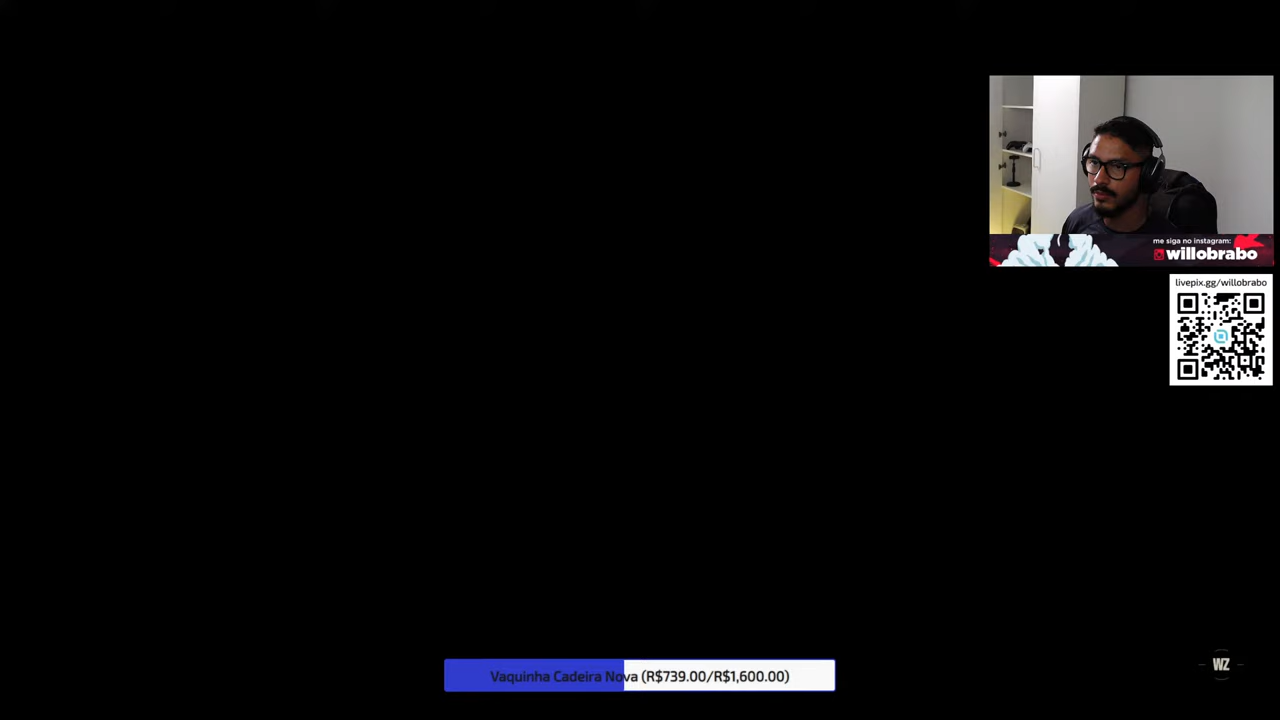 me siga no instagram:
willobrabo
livepix.gg/willobrabo
WZ
Vaquinha Cadeira Nova (R$739.00/R$1,600.00)